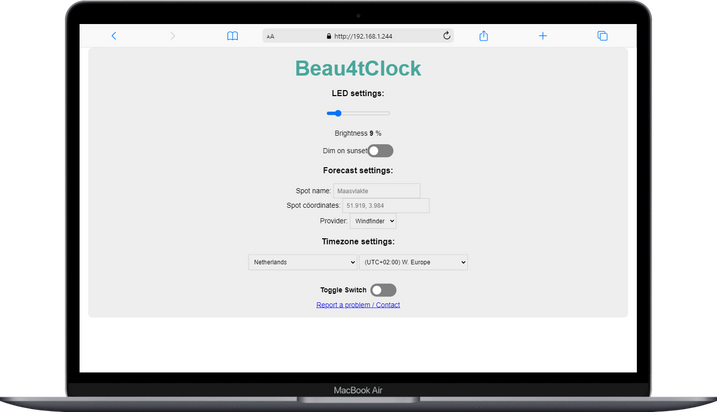 AA
http://192.168.1.244
Beau4tClock
LED settings:
Brightness 9 %
Dim on sunset
Forecast settings:
Spot name: Maasvlakte
Spot cöordinates: 51.919, 3.984
Provider: Windfinder
Timezone settings:
Netherlands (UTC+02:00) W. Europe
Toggle Switch
Report a problem / Contact
MacBook Air